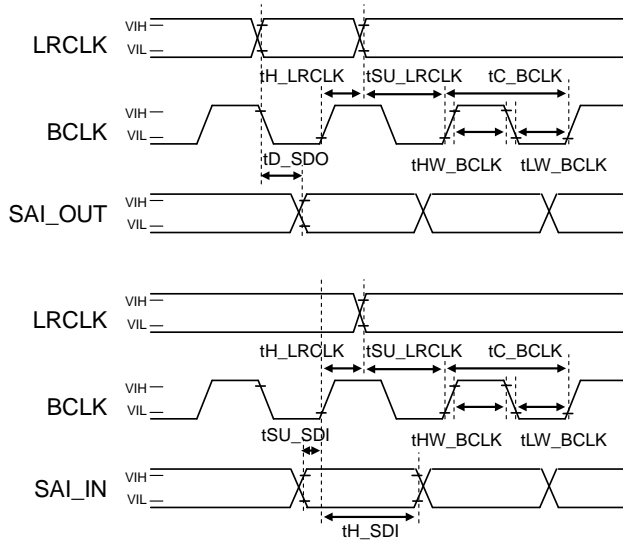 LRCLK
VIH
VIL
tH_LRCLK tSU_LRCLK tC_BCLK
BCLK
VIH
VIL
tD_SDO tHW_BCLK tLW_BCLK
SAI_OUT
VIH
VIL
LRCLK
VIH
VIL
tH_LRCLK tSU_LRCLK tC_BCLK
BCLK
VIH
VIL
tSU_SDI tHW_BCLK tLW_BCLK
SAI_IN
VIH
VIL
tH_SDI